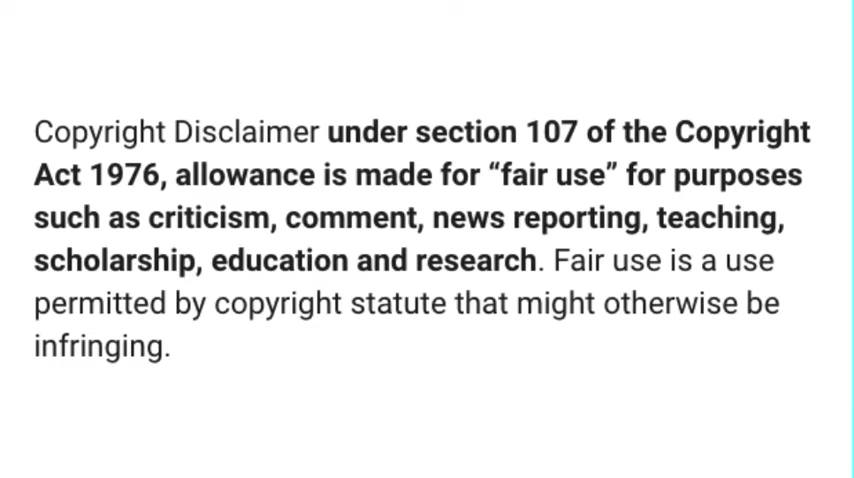 Copyright Disclaimer under section 107 of the Copyright
Act 1976, allowance is made for “fair use” for purposes
such as criticism, comment, news reporting, teaching,
scholarship, education and research. Fair use is a use
permitted by copyright statute that might otherwise be
infringing.